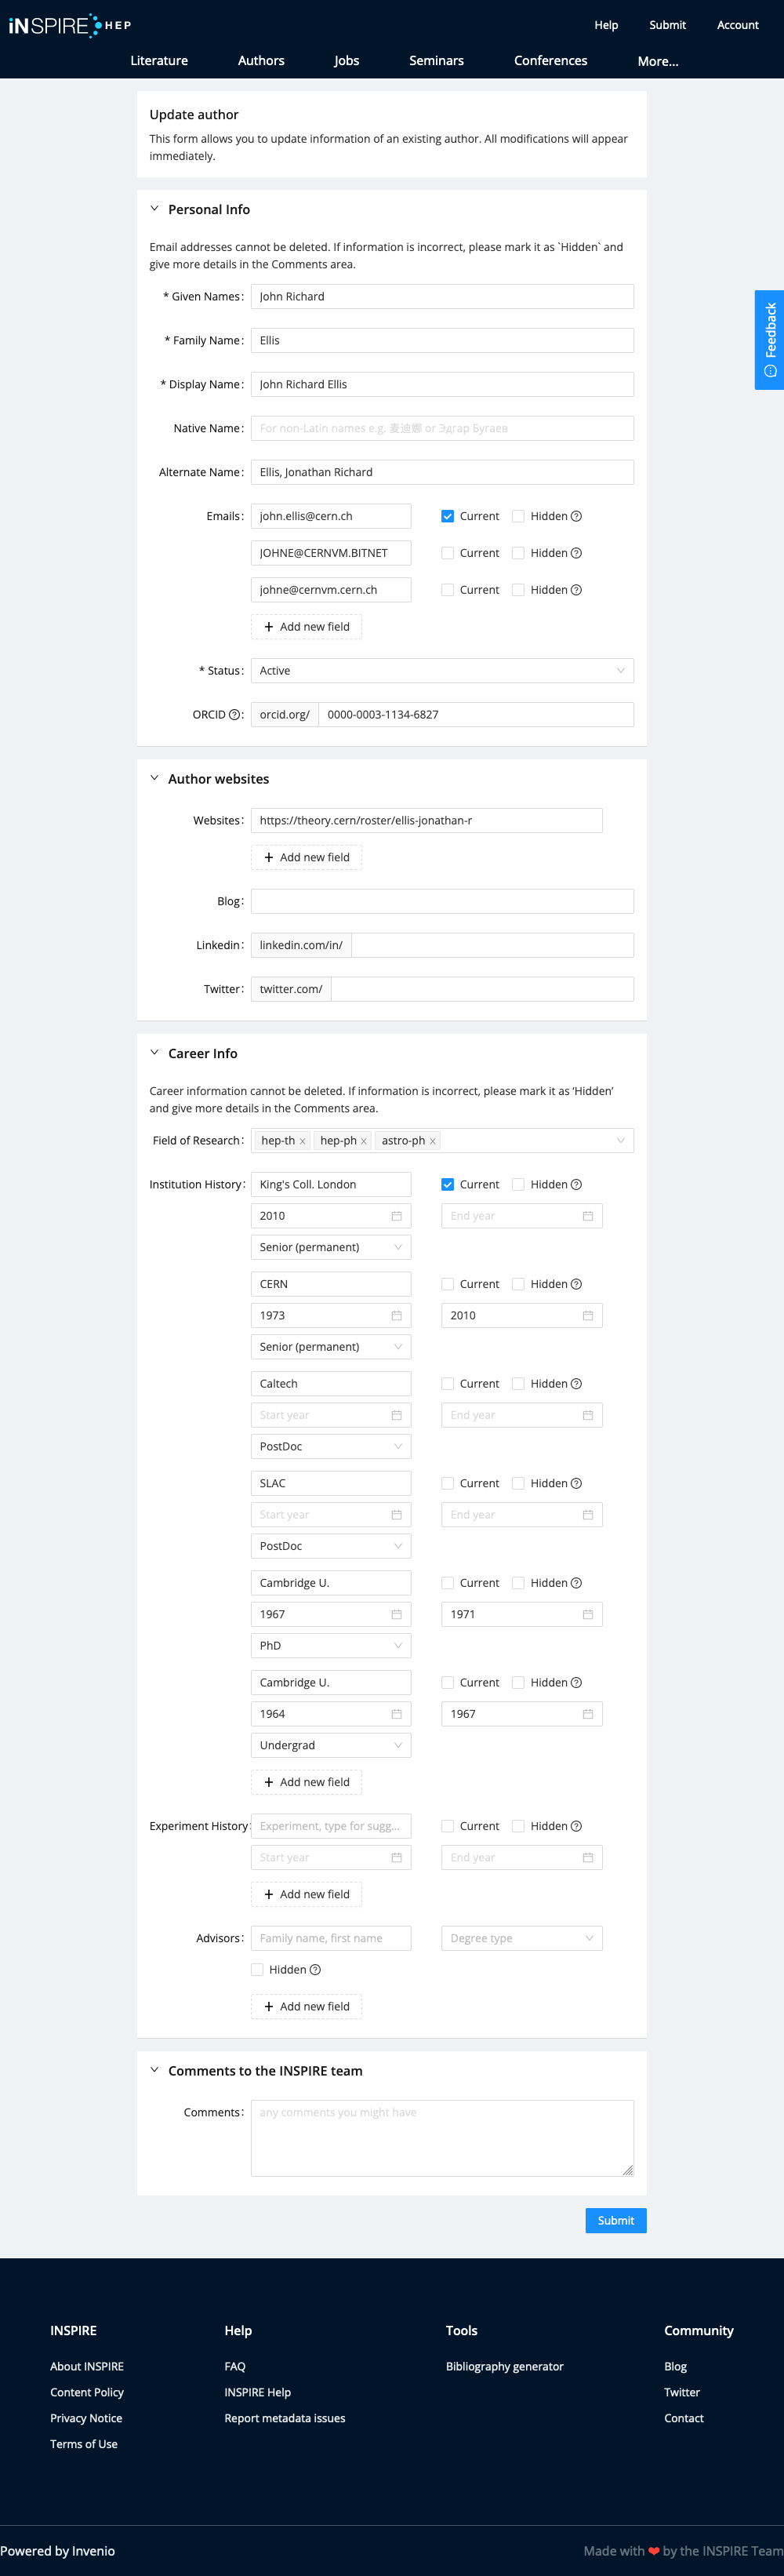 iNSPIRE HEP
Help Submit Account
Literature Authors Jobs Seminars Conferences More...
Update author
This form allows you to update information of an existing author. All modifications will appear
immediately.
Personal Info
Email addresses cannot be deleted. If information is incorrect, please mark it as `Hidden` and
give more details in the Comments area.
* Given Names: John Richard
Feedback
* Family Name: Ellis
* Display Name: John Richard Ellis
Native Name: For non-Latin names e.g. 麦迪娜 or Эдгар Бугаев
Alternate Name: Ellis, Jonathan Richard
Emails: john.ellis@cern.ch Current Hidden
JOHNE@CERNVM.BITNET Current Hidden
johne@cernvm.cern.ch Current Hidden
+ Add new field
* Status: Active
ORCID : orcid.org/ 0000-0003-1134-6827
Author websites
Websites: https://theory.cern/roster/ellis-jonathan-r
+ Add new field
Blog:
Linkedin: linkedin.com/in/
Twitter: twitter.com/
Career Info
Career information cannot be deleted. If information is incorrect, please mark it as ‘Hidden’
and give more details in the Comments area.
Field of Research: hep-th × hep-ph × astro-ph ×
Institution History: King's Coll. London Current Hidden
2010 End year
Senior (permanent)
CERN Current Hidden
1973 2010
Senior (permanent)
Caltech Current Hidden
Start year End year
PostDoc
SLAC Current Hidden
Start year End year
PostDoc
Cambridge U. Current Hidden
1967 1971
PhD
Cambridge U. Current Hidden
1964 1967
Undergrad
+ Add new field
Experiment History: Experiment, type for sugg... Current Hidden
Start year End year
+ Add new field
Advisors: Family name, first name Degree type
Hidden
+ Add new field
Comments to the INSPIRE team
Comments: any comments you might have
Submit
INSPIRE Help Tools Community
About INSPIRE FAQ Bibliography generator Blog
Content Policy INSPIRE Help Twitter
Privacy Notice Report metadata issues Contact
Terms of Use
Powered by Invenio Made with ❤ by the INSPIRE Team